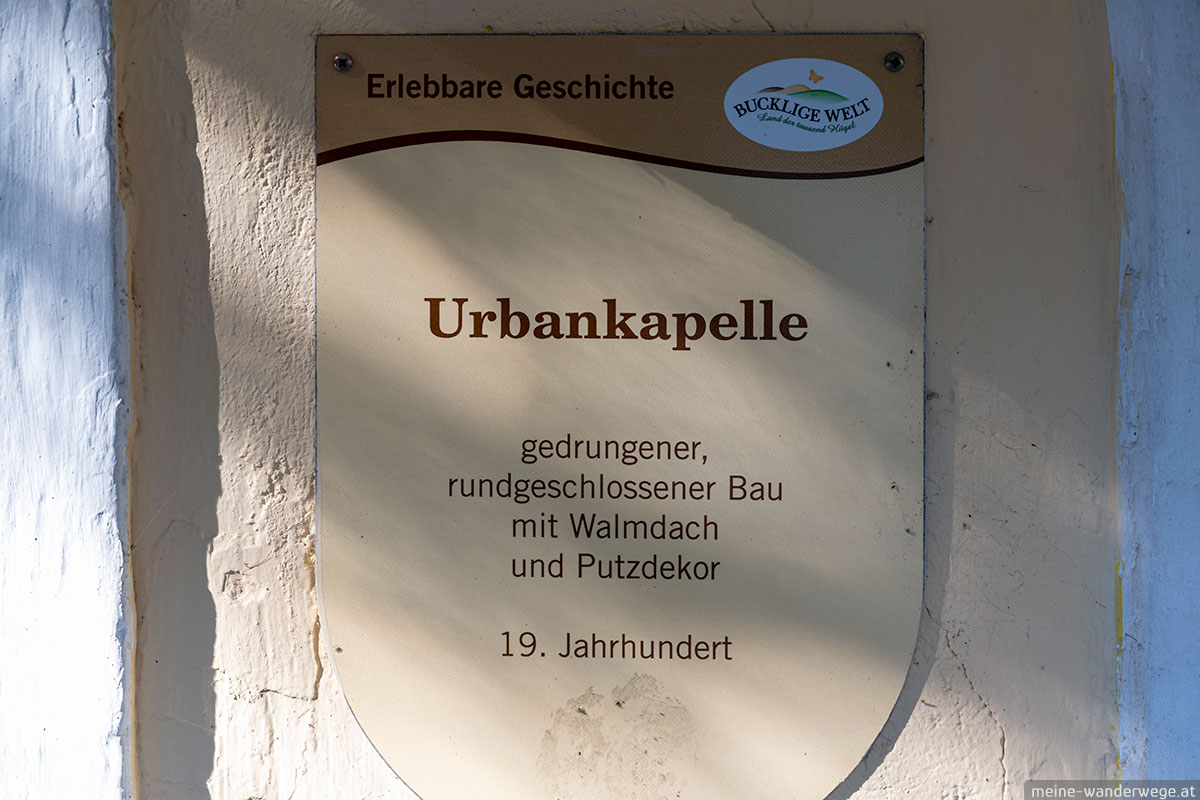 Erlebbare Geschichte
BUCKLIGE WELT
Land der tausend Hügel
Urbankapelle
gedrungener,
rundgeschlossener Bau
mit Walmdach
und Putzdekor
19. Jahrhundert
meine-wanderwege.at